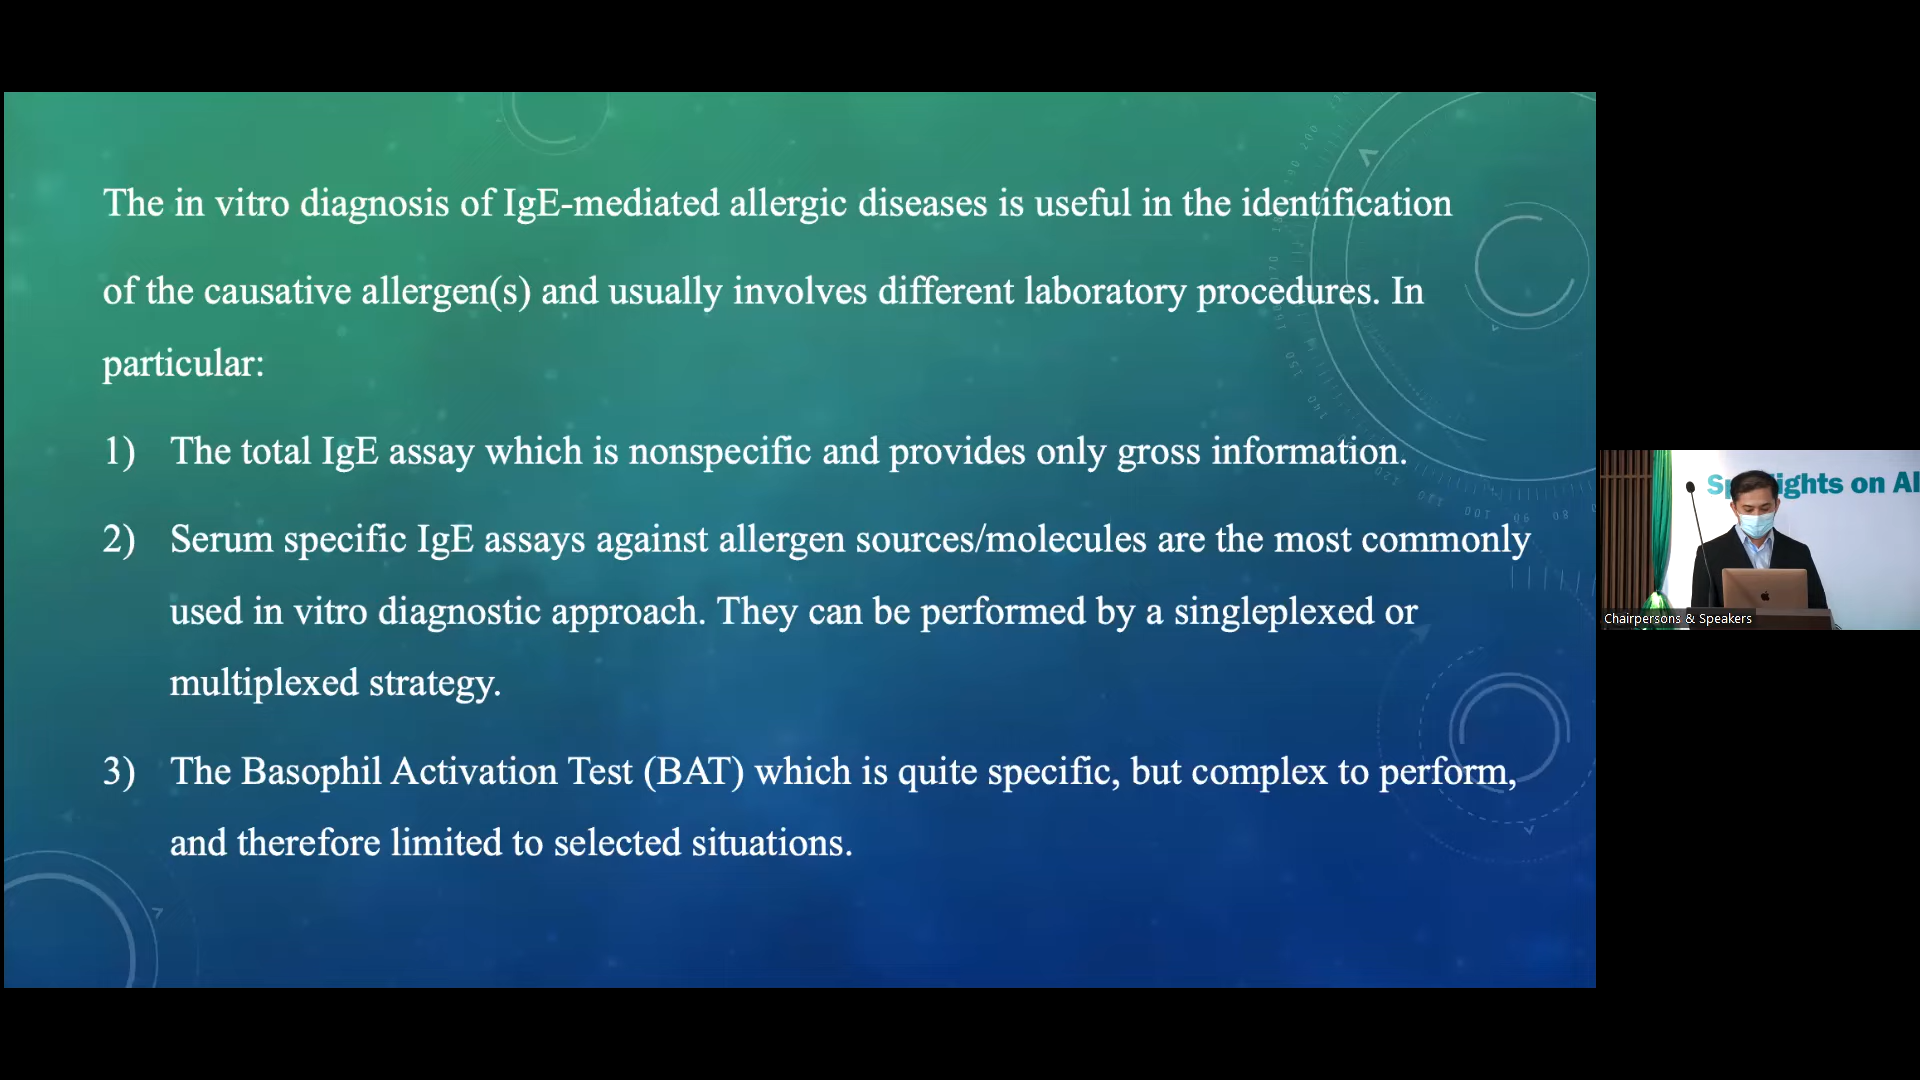 The in vitro diagnosis of IgE-mediated allergic diseases is useful in the identification
of the causative allergen(s) and usually involves different laboratory procedures. In
particular:
1) The total IgE assay which is nonspecific and provides only gross information.
2) Serum specific IgE assays against allergen sources/molecules are the most commonly
used in vitro diagnostic approach. They can be performed by a singleplexed or
multiplexed strategy.
3) The Basophil Activation Test (BAT) which is quite specific, but complex to perform,
and therefore limited to selected situations.
ights on Al
Chairpersons & Speakers